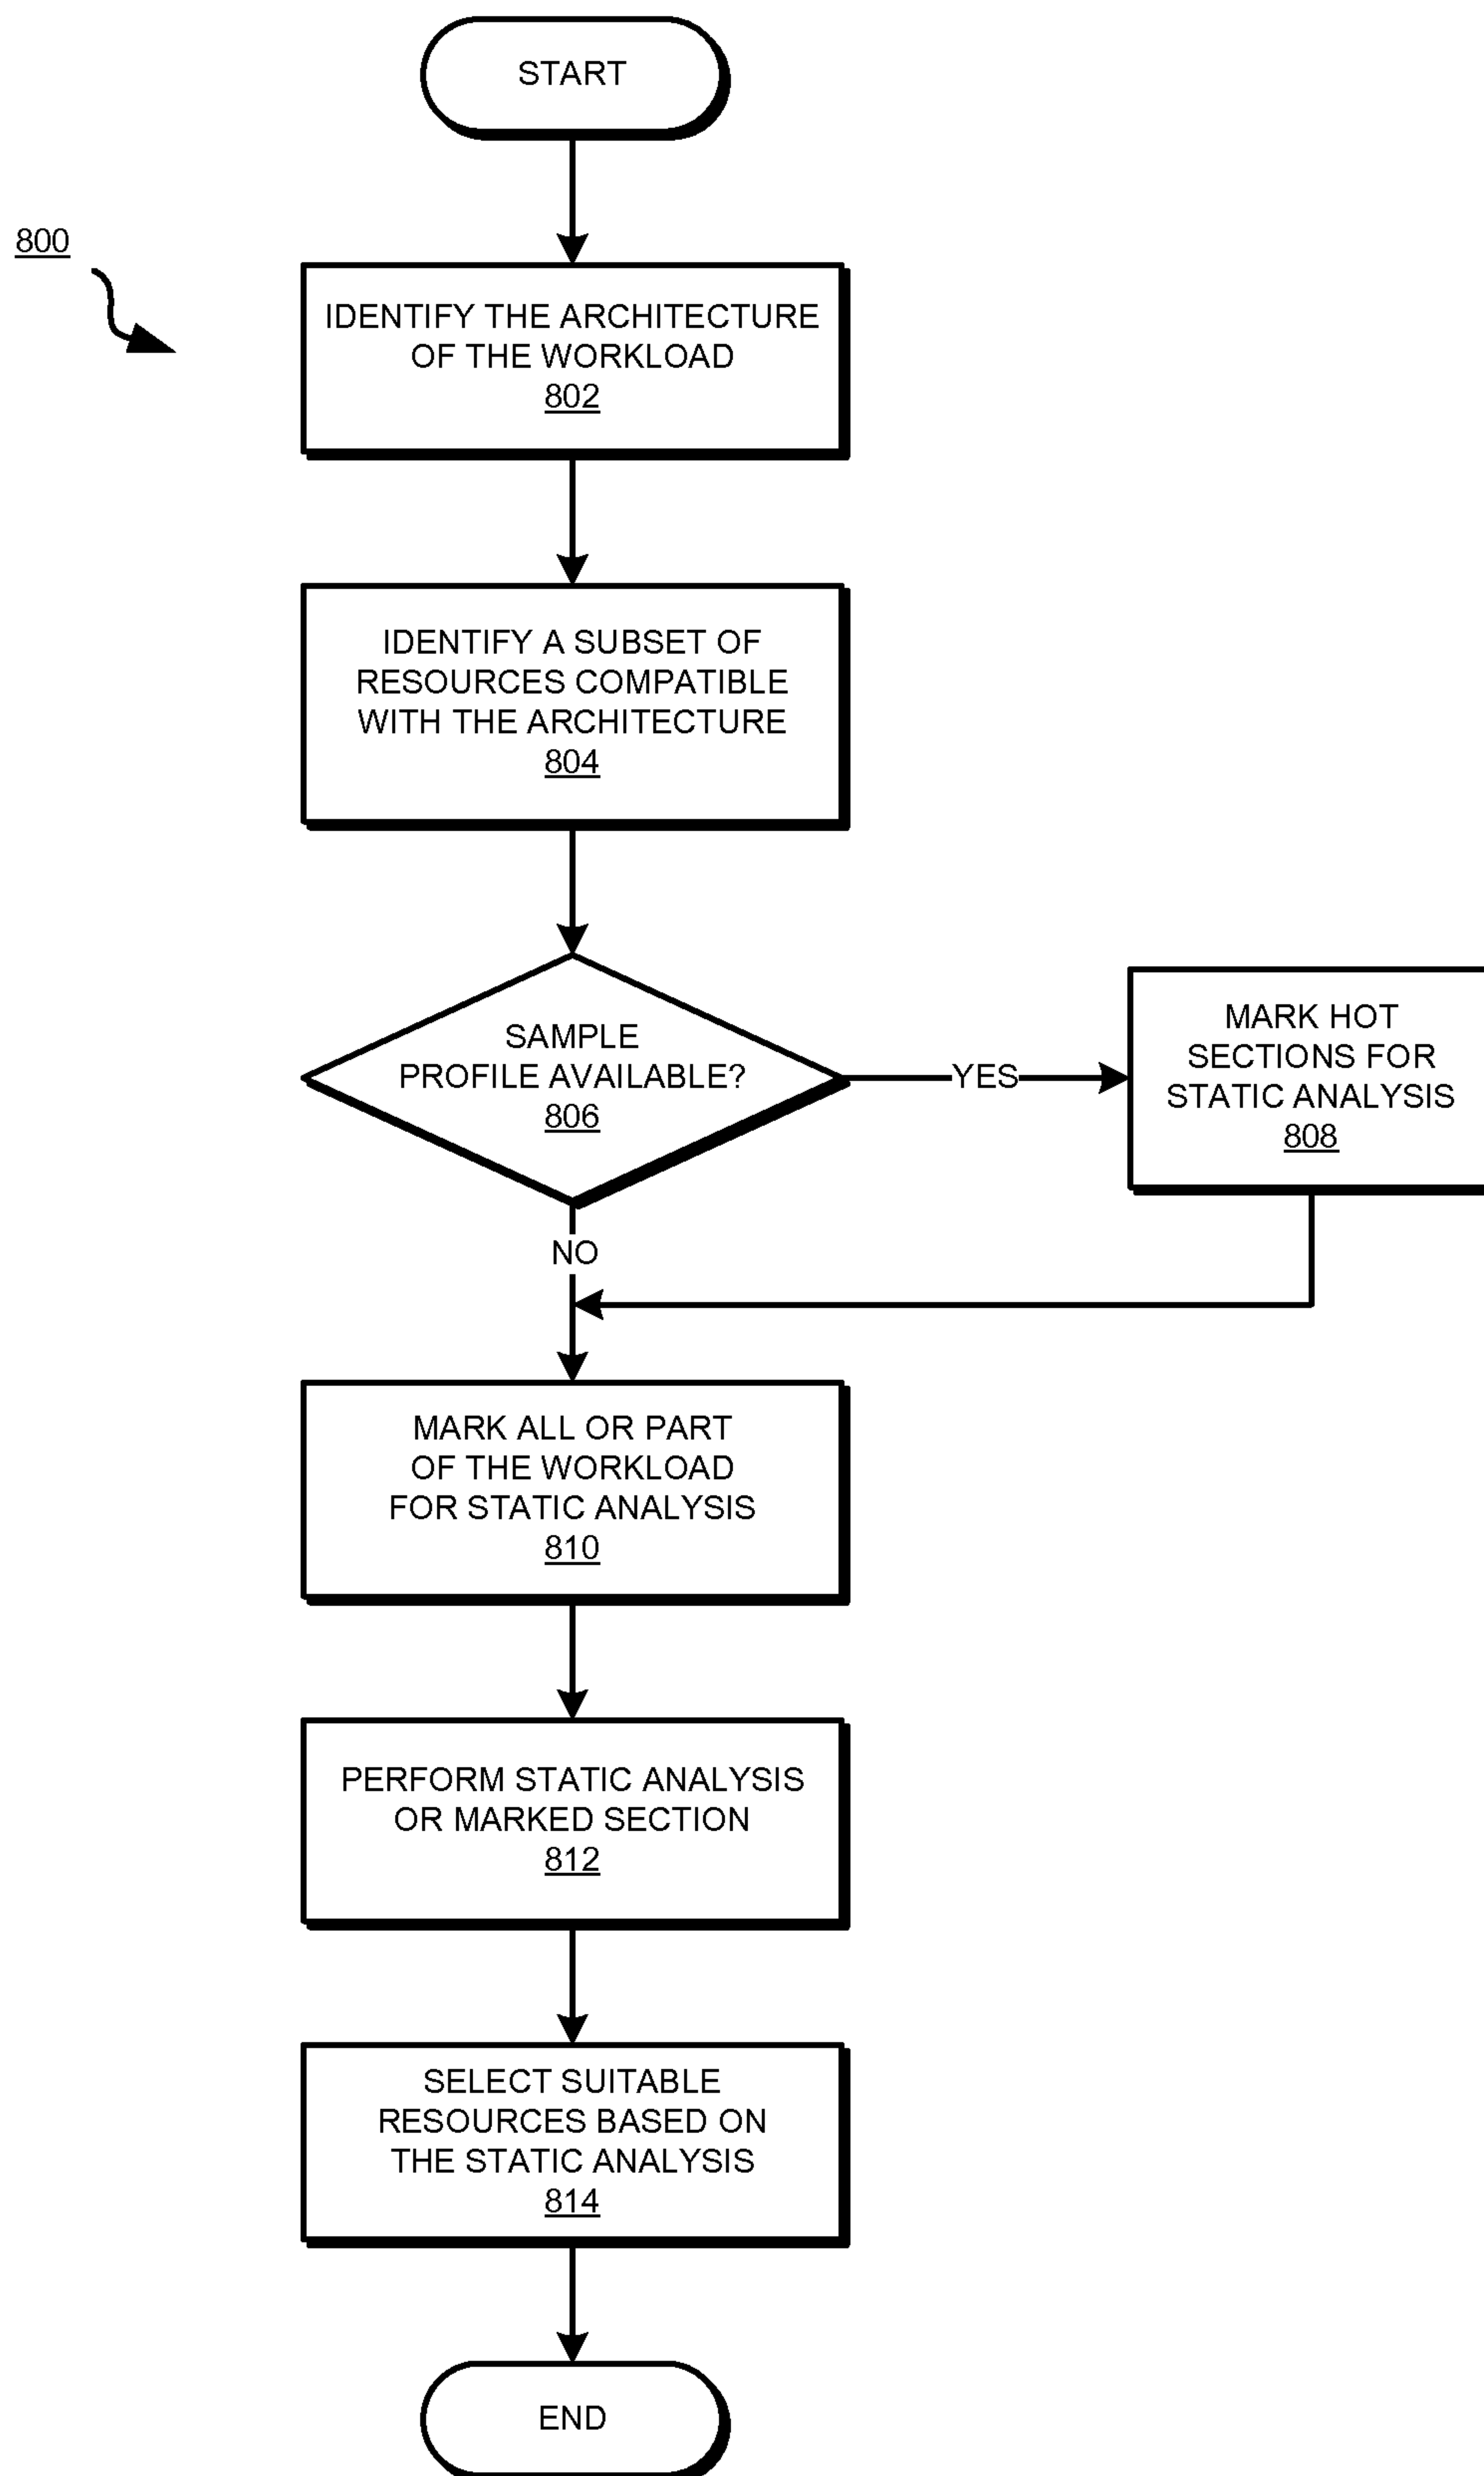 START
800
IDENTIFY THE ARCHITECTURE
OF THE WORKLOAD
802
IDENTIFY A SUBSET OF
RESOURCES COMPATIBLE
WITH THE ARCHITECTURE
804
SAMPLE
PROFILE AVAILABLE?
806
YES
MARK HOT
SECTIONS FOR
STATIC ANALYSIS
808
NO
MARK ALL OR PART
OF THE WORKLOAD
FOR STATIC ANALYSIS
810
PERFORM STATIC ANALYSIS
OR MARKED SECTION
812
SELECT SUITABLE
RESOURCES BASED ON
THE STATIC ANALYSIS
814
END